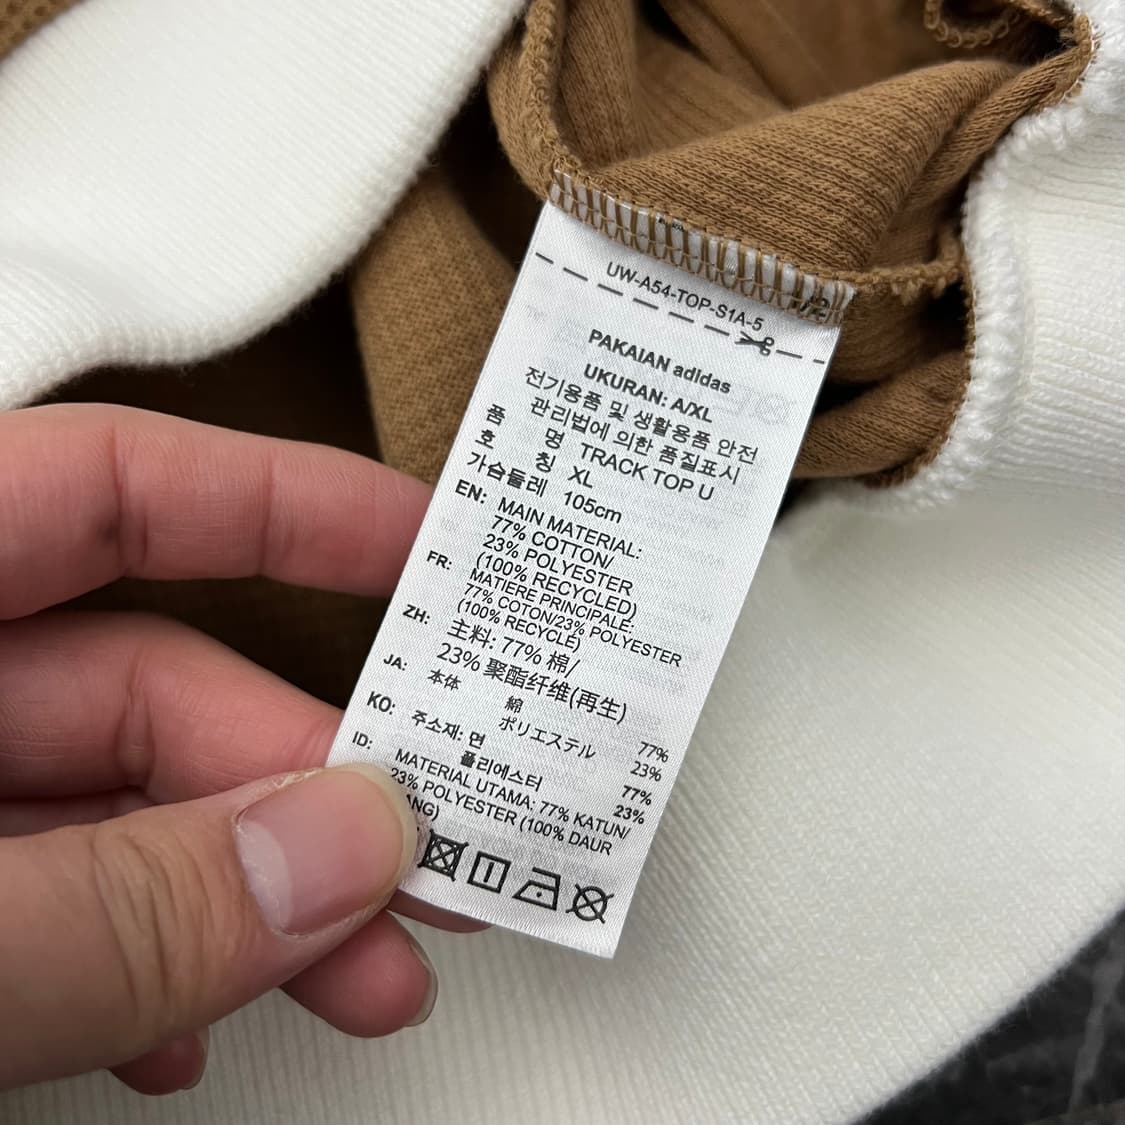 UW-A54-TOP-S1A-5
PAKAIAN adidas
UKURAN: A/XL
전기용품 및 생활용품 안전
관리법에 의한 품질표시
품 명 TRACK TOP U
호 칭 XL
가슴둘레 105cm
EN: MAIN MATERIAL:
77% COTTON/
23% POLYESTER
(100% RECYCLED)
FR: MATIERE PRINCIPALE:
77% COTON/23% POLYESTER
(100% RECYCLÉ)
ZH: 主料: 77% 棉/
23% 聚酯纤维(再生)
JA: 本体 綿 77%
ポリエステル 23%
KO: 주소재: 면 77%
폴리에스터 23%
ID: MATERIAL UTAMA: 77% KATUN/
23% POLYESTER (100% DAUR
ANG)